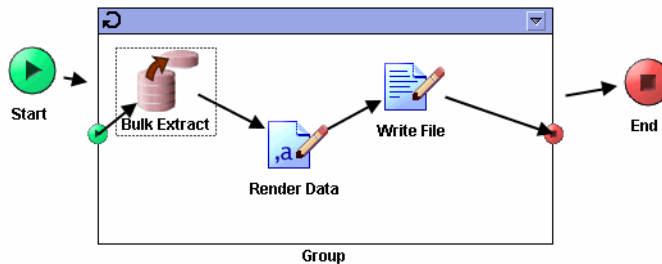 Start
Bulk Extract
,a
Render Data
Write File
End
Group